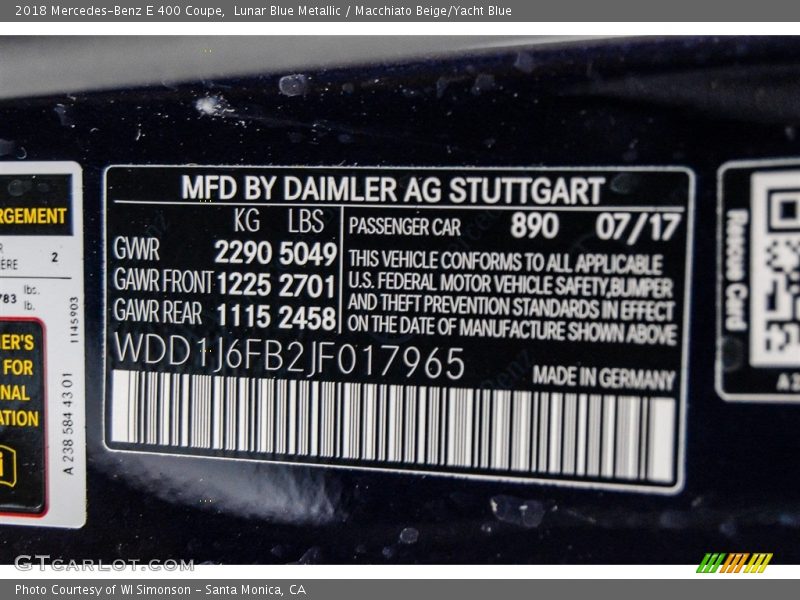 2018 Mercedes-Benz E 400 Coupe,  Lunar Blue Metallic / Macchiato Beige/Yacht Blue
RGEMENT
2
lbs.
lb.
1145903
FOR
A 238 584 43 01
MFD BY DAIMLER AG STUTTGART
KG LBS
GVWR 2290 5049
GAWR FRONT 1225 2701
GAWR REAR 1115 2458
PASSENGER CAR 890 07/17
THIS VEHICLE CONFORMS TO ALL APPLICABLE
U.S. FEDERAL MOTOR VEHICLE SAFETY,BUMPER
AND THEFT PREVENTION STANDARDS IN EFFECT
ON THE DATE OF MANUFACTURE SHOWN ABOVE
WDD1J6FB2JF017965
MADE IN GERMANY
Rescue Card
GTCARLOT.COM
Photo Courtesy of WI Simonson - Santa Monica, CA